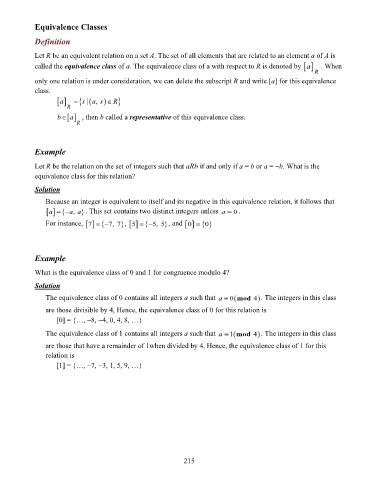 Equivalence Classes
Definition
Let R be an equivalent relation on a set A. The set of all elements that are related to an element a of A is
called the equivalence class of a. The equivalence class of a with respect to R is denoted by [a]_R. When
only one relation is under consideration, we can delete the subscript R and write [a] for this equivalence
class.
[a]_R = {s | (a, s) ∈ R}
b ∈ [a]_R, then b called a representative of this equivalence class.
Example
Let R be the relation on the set of integers such that aRb if and only if a = b or a = −b. What is the
equivalence class for this relation?
Solution
Because an integer is equivalent to itself and its negative in this equivalence relation, it follows that
[a] = {−a, a}. This set contains two distinct integers unless a = 0.
For instance, [7] = {−7, 7}, [5] = {−5, 5}, and [0] = {0}
Example
What is the equivalence class of 0 and 1 for congruence modulo 4?
Solution
The equivalence class of 0 contains all integers a such that a ≡ 0(mod 4). The integers in this class
are those divisible by 4, Hence, the equivalence class of 0 for this relation is
[0] = {…, −8, −4, 0, 4, 8, …}
The equivalence class of 1 contains all integers a such that a ≡ 1(mod 4). The integers in this class
are those that have a remainder of 1when divided by 4, Hence, the equivalence class of 1 for this
relation is
[1] = {…, −7, −3, 1, 5, 9, …}
215